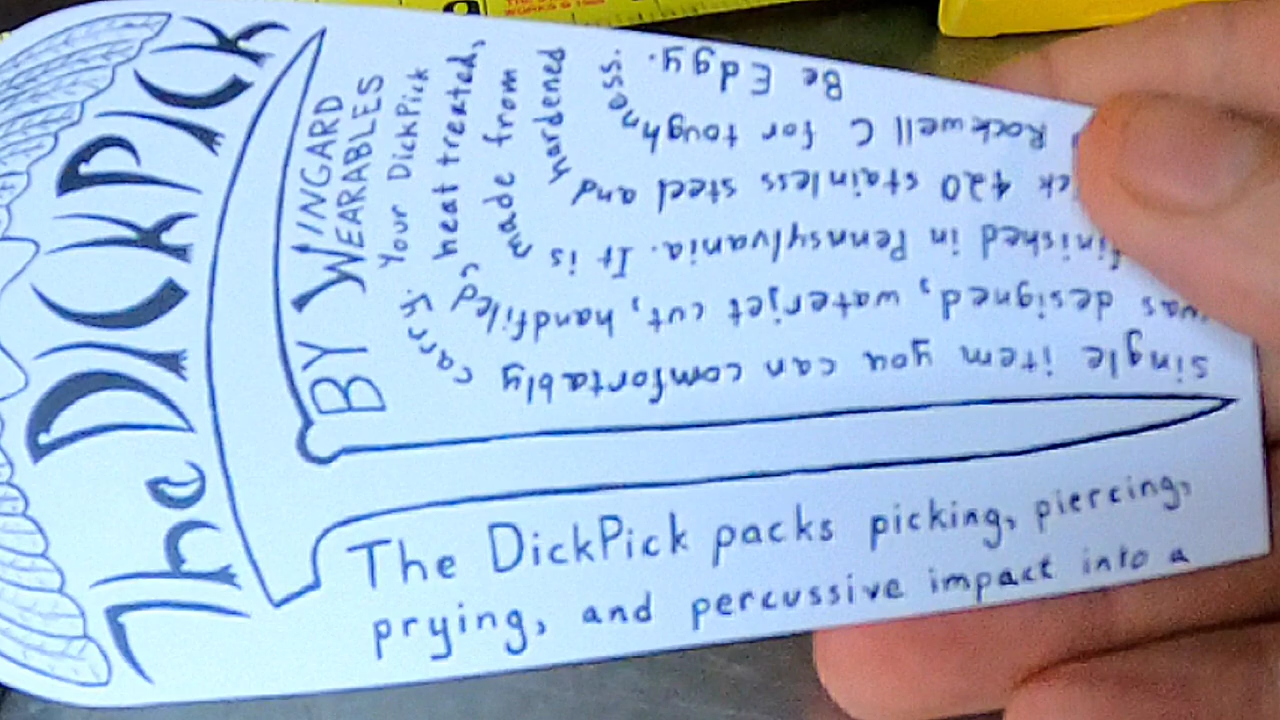 The DICKPICK
BY WINGARD
WEARABLES
The DickPick packs picking, piercing,
prying, and percussive impact into a
single item you can comfortably carry.
Your DickPick
was designed, waterjet cut, handfiled, heat treated,
finished in Pennsylvania. It is made from
420 stainless steel and hardened
Rockwell C for toughness.
Be Edgy.